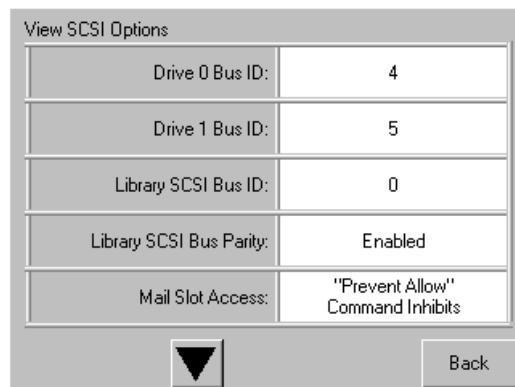 View SCSI Options
Drive 0 Bus ID: 4
Drive 1 Bus ID: 5
Library SCSI Bus ID: 0
Library SCSI Bus Parity: Enabled
Mail Slot Access: "Prevent Allow"
Command Inhibits
Back